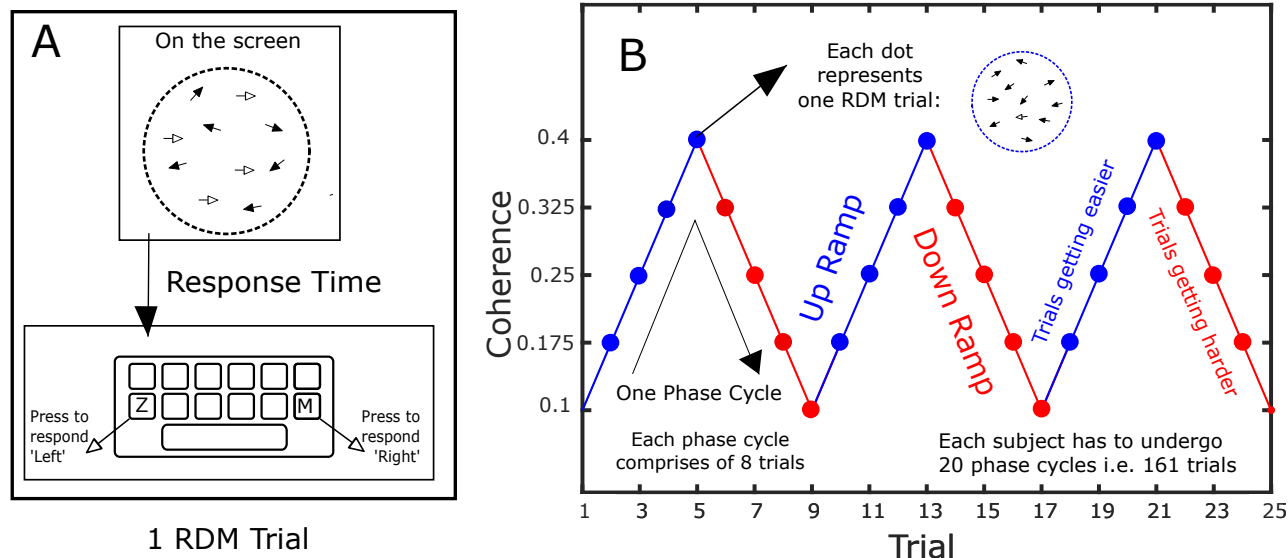 A
On the screen
Response Time
Z
M
Press to
respond
'Left'
Press to
respond
'Right'
1 RDM Trial
B
Each dot
represents
one RDM trial:
Coherence
0.4
0.325
0.25
0.175
0.1
Up Ramp
Down Ramp
Trials getting easier
Trials getting harder
One Phase Cycle
Each phase cycle
comprises of 8 trials
Each subject has to undergo
20 phase cycles i.e. 161 trials
1 3 5 7 9 11 13 15 17 19 21 23 25
Trial